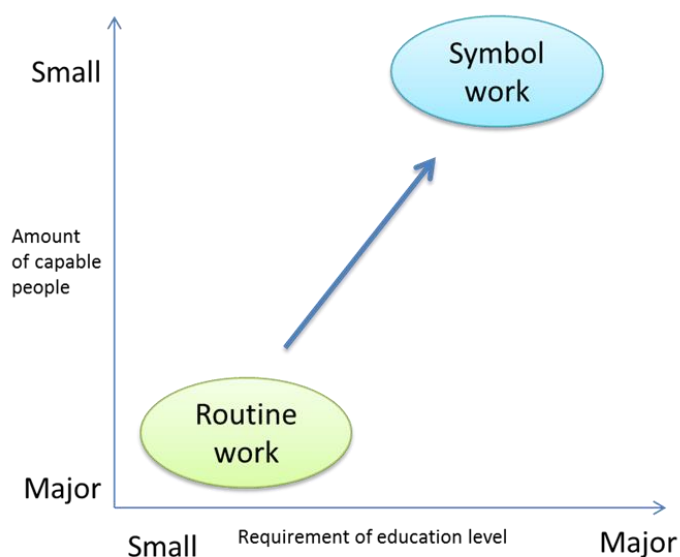 Symbol
work
Small
Amount
of capable
people
Routine
work
Major
Small
Requirement of education level
Major